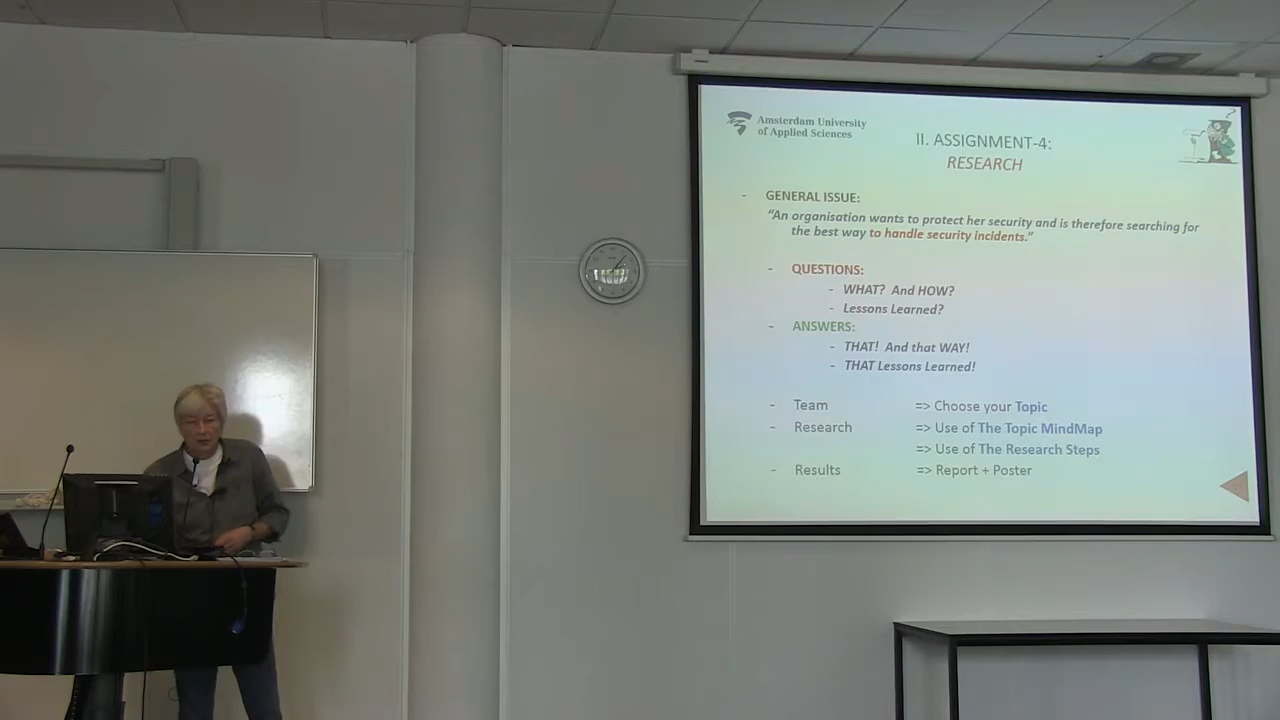 Amsterdam University
of Applied Sciences
II. ASSIGNMENT-4:
RESEARCH
- GENERAL ISSUE:
“An organisation wants to protect her security and is therefore searching for
the best way to handle security incidents.”
- QUESTIONS:
- WHAT? And HOW?
- Lessons Learned?
- ANSWERS:
- THAT! And that WAY!
- THAT Lessons Learned!
- Team => Choose your Topic
- Research => Use of The Topic MindMap
=> Use of The Research Steps
- Results => Report + Poster